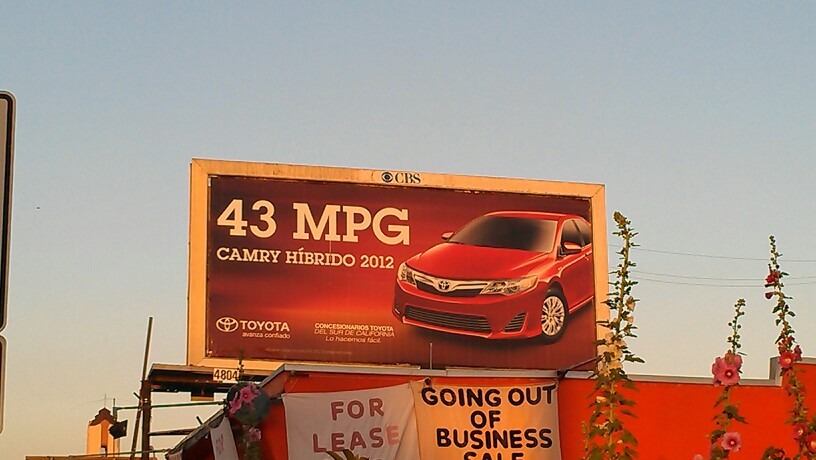 CBS
43 MPG
CAMRY HÍBRIDO 2012
TOYOTA
avanza confiado
CONCESIONARIOS TOYOTA
DEL SUR DE CALIFORNIA
Lo hacemos fácil.
4804
FOR
LEASE
GOING OUT
OF
BUSINESS
SALE